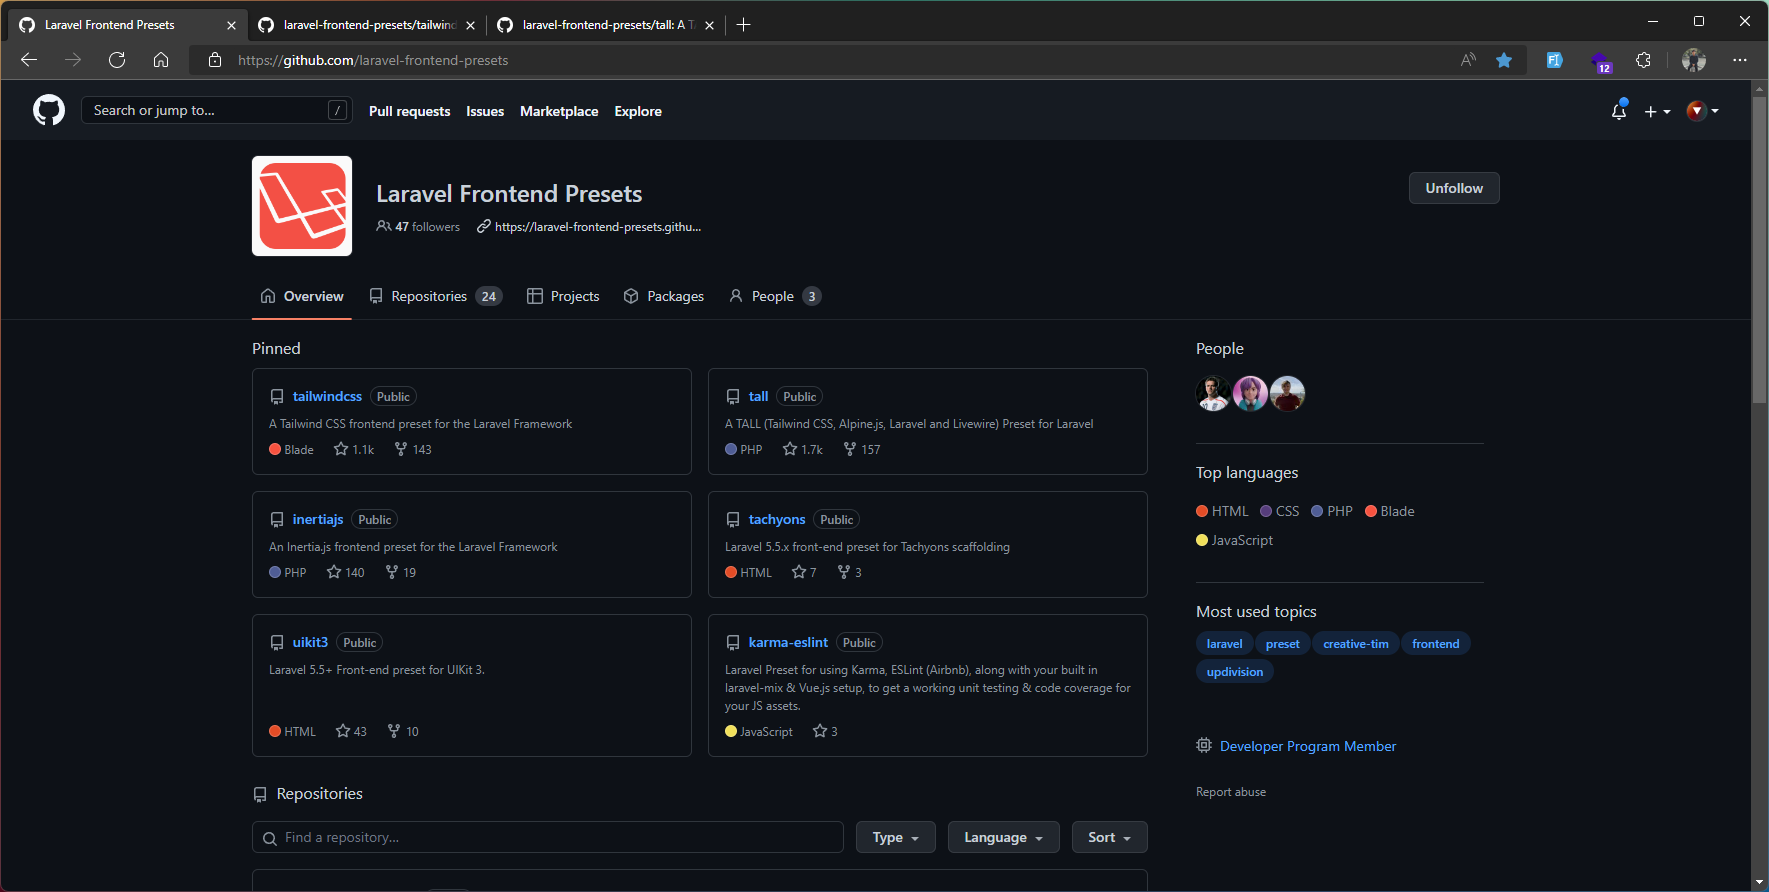 Laravel Frontend Presets
laravel-frontend-presets/tailwind
laravel-frontend-presets/tall: A T
https://github.com/laravel-frontend-presets
12
Search or jump to...
/
Pull requests
Issues
Marketplace
Explore
Laravel Frontend Presets
47 followers
https://laravel-frontend-presets.githu...
Unfollow
Overview
Repositories 24
Projects
Packages
People 3
Pinned
tailwindcss Public
A Tailwind CSS frontend preset for the Laravel Framework
Blade 1.1k 143
tall Public
A TALL (Tailwind CSS, Alpine.js, Laravel and Livewire) Preset for Laravel
PHP 1.7k 157
inertiajs Public
An Inertia.js frontend preset for the Laravel Framework
PHP 140 19
tachyons Public
Laravel 5.5.x front-end preset for Tachyons scaffolding
HTML 7 3
uikit3 Public
Laravel 5.5+ Front-end preset for UIKit 3.
HTML 43 10
karma-eslint Public
Laravel Preset for using Karma, ESLint (Airbnb), along with your built in
laravel-mix & Vue.js setup, to get a working unit testing & code coverage for
your JS assets.
JavaScript 3
Repositories
Find a repository...
Type
Language
Sort
People
Top languages
HTML CSS PHP Blade
JavaScript
Most used topics
laravel preset creative-tim frontend
updivision
Developer Program Member
Report abuse